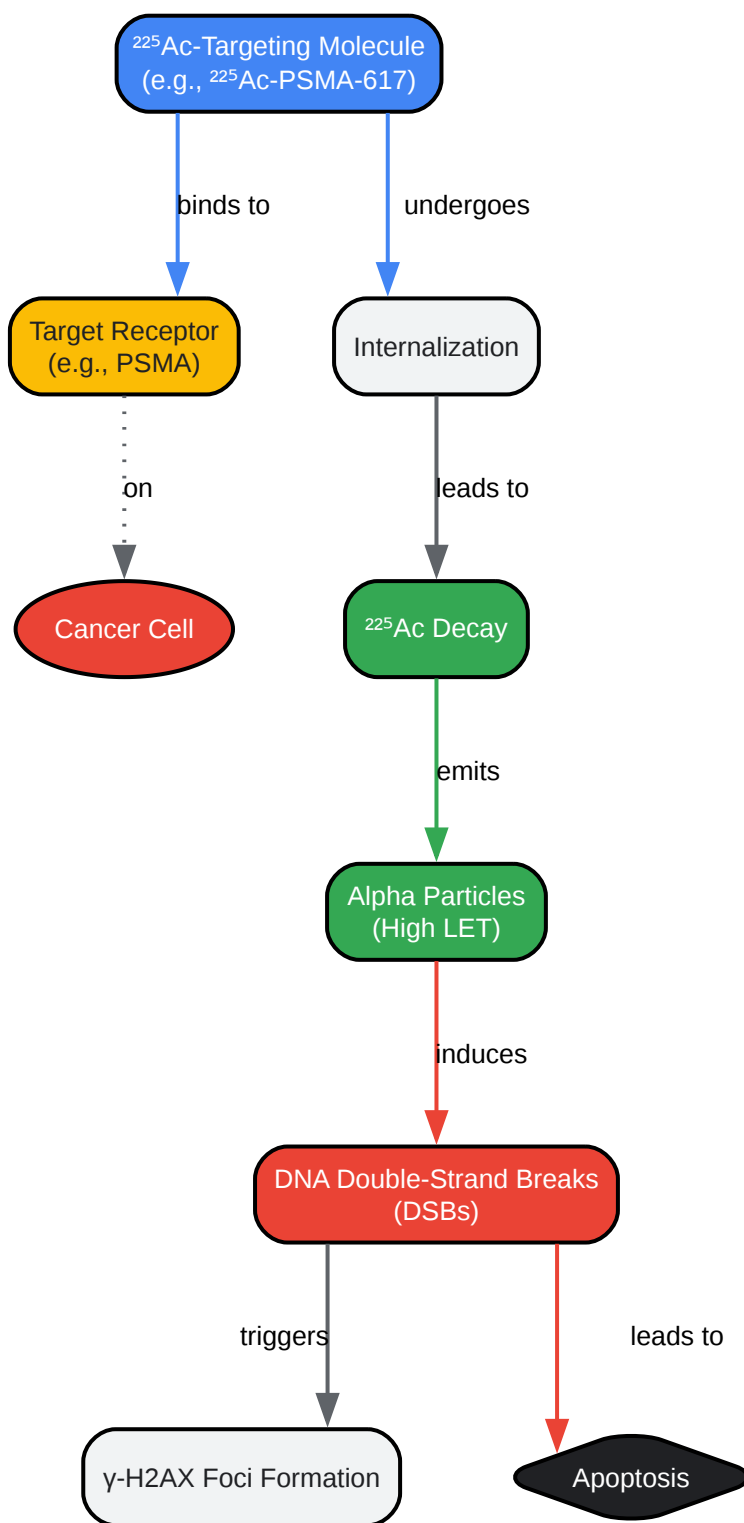 ²²⁵Ac-Targeting Molecule
(e.g., ²²⁵Ac-PSMA-617)
binds to
undergoes
Target Receptor
(e.g., PSMA)
Internalization
on
leads to
Cancer Cell
²²⁵Ac Decay
emits
Alpha Particles
(High LET)
induces
DNA Double-Strand Breaks
(DSBs)
triggers
leads to
γ-H2AX Foci Formation
Apoptosis